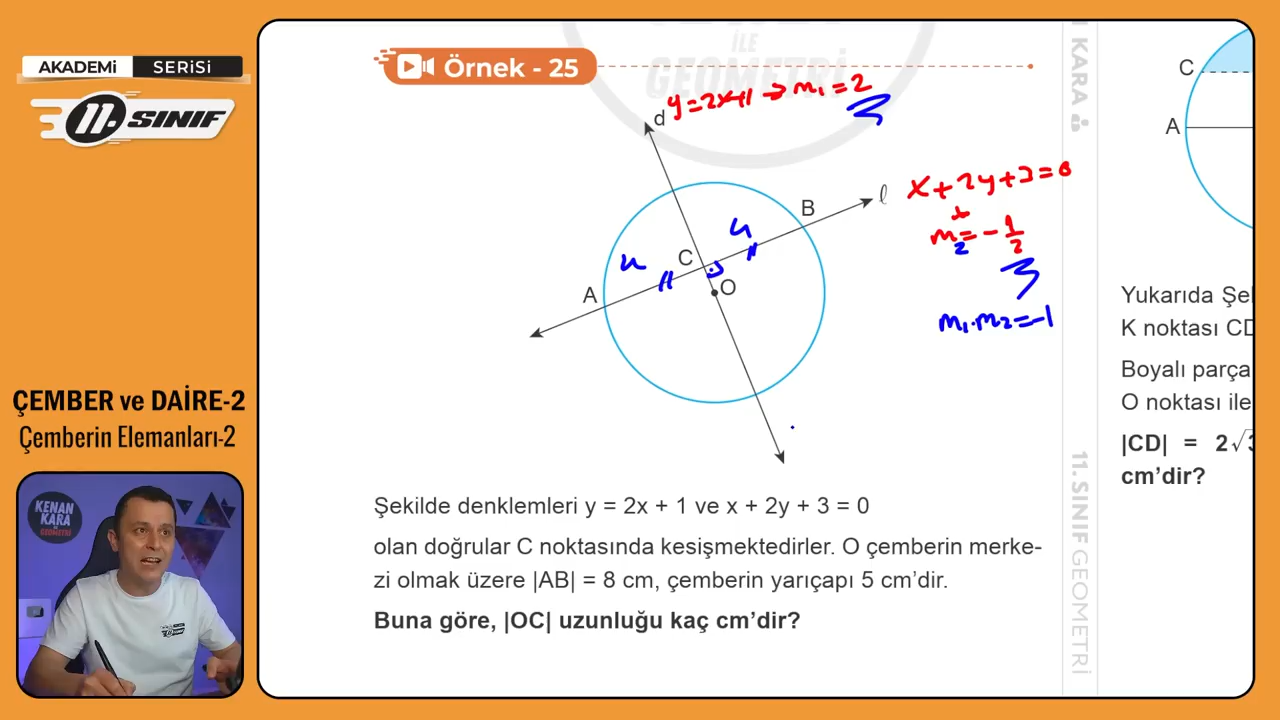 AKADEMİ SERİSİ
11. SINIF
ÇEMBER ve DAİRE-2
Çemberin Elemanları-2
KENAN
KARA
iLE
GEOMETRİ
Örnek - 25
İLE
GEOMETRİ
y=2x+1 → m₁ = 2
d
x+2y+3=0
m₂ = -1/2
m₁.m₂=-1
ℓ
B
4
4
C
O
A
Şekilde denklemleri y = 2x + 1 ve x + 2y + 3 = 0
olan doğrular C noktasında kesişmektedirler. O çemberin merke-
zi olmak üzere |AB| = 8 cm, çemberin yarıçapı 5 cm’dir.
Buna göre, |OC| uzunluğu kaç cm’dir?
KARA
11. SINIF GEOMETRİ
C
A
Yukarıda
K noktası
Boyalı
O noktası
|CD| = 2√3
cm’dir?